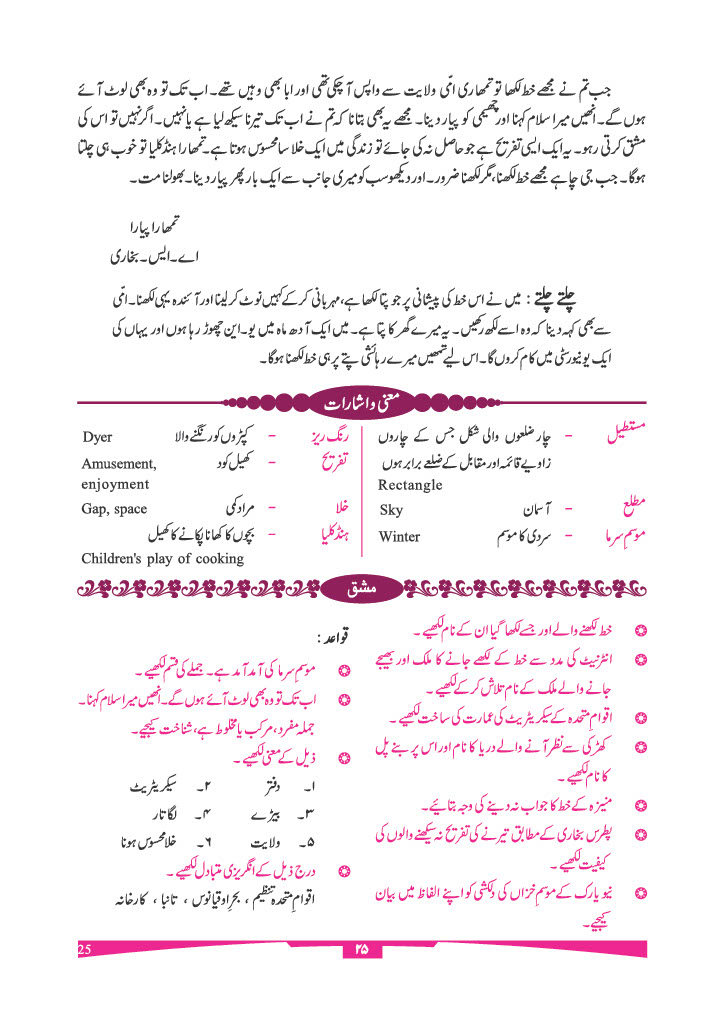 جب تم نے مجھے خط لکھا تو تمھاری امّی ولایت سے واپس آچکی تھی اور ابا بھی وہیں تھے۔ اب تک تو وہ بھی لوٹ آئے
ہوں گے۔ انھیں میرا سلام کہنا اور چھیمی کو پیار دینا۔ مجھے یہ بھی بتانا کہ تم نے اب تک تیرنا سیکھ لیا ہے یا نہیں۔ اگر نہیں تو اس کی
مشق کرتی رہو۔ یہ ایک ایسی تفریح ہے جو حاصل نہ کی جائے تو زندگی میں ایک خلا سا محسوس ہوتا ہے۔ تمھارا ہنڈکلیا تو خوب ہی چلتا
ہوگا۔ جب جی چاہے مجھے خط لکھنا، مگر لکھنا ضرور۔ اور دیکھو سب کو میری جانب سے ایک بار پھر پیار دینا۔ بھولنا مت۔
تمھارا پیارا
اے۔ایس۔بخاری
چلتے چلتے : میں نے اس خط کی پیشانی پر جو پتا لکھا ہے، مہربانی کرکے کہیں نوٹ کرلینا اور آئندہ یہی لکھنا۔ امّی
سے بھی کہہ دینا کہ وہ اسے لکھ رکھیں۔ یہ میرے گھر کا پتا ہے۔ میں ایک آدھ ماہ میں یو۔این چھوڑ رہا ہوں اور یہاں کی
ایک یونیورسٹی میں کام کروں گا۔ اس لیے تمھیں میرے رہائشی پتے پر ہی خط لکھنا ہوگا۔
معنی و اشارات
مستطیل - چار ضلعوں والی شکل جس کے چاروں
زاویے قائمہ اور مقابل کے ضلعے برابر ہوں
Rectangle
مطلع - آسمان Sky
موسمِ سرما - سردی کا موسم Winter
رنگ ریز - کپڑوں کو رنگنے والا Dyer
تفریح - کھیل کود Amusement,
enjoyment
خلا - مراد کمی Gap, space
ہنڈکلیا - بچوں کا کھانا پکانے کا کھیل
Children's play of cooking
مشق
خط لکھنے والے اور جسے لکھا گیا ان کے نام لکھیے۔
انٹرنیٹ کی مدد سے خط کے لکھے جانے کا ملک اور بھیجے
جانے والے ملک کے نام تلاش کرکے لکھیے۔
اقوامِ متحدہ کے سیکریٹریٹ کی عمارت کی ساخت لکھیے۔
کھڑکی سے نظر آنے والے دریا کا نام اور اس پر بنے پل
کا نام لکھیے۔
منیزہ کے خط کا جواب نہ دینے کی وجہ بتائیے۔
پطرس بخاری کے مطابق تیرنے کی تفریح نہ سیکھنے والوں کی
کیفیت لکھیے۔
نیویارک کے موسمِ خزاں کی دلکشی کو اپنے الفاظ میں بیان
کیجیے۔
قواعد :
موسمِ سرما کی آمد آمد ہے۔ جملے کی قسم لکھیے۔
اب تک تو وہ بھی لوٹ آئے ہوں گے۔ انھیں میرا سلام کہنا۔
جملہ مفرد، مرکب یا مخلوط ہے، شناخت کیجیے۔
ذیل کے معنی لکھیے۔
۱۔ دفتر ۲۔ سیکریٹریٹ
۳۔ بیڑے ۴۔ لگاتار
۵۔ ولایت ۶۔ خلا محسوس ہونا
درج ذیل کے انگریزی متبادل لکھیے۔
اقوامِ متحدہ تنظیم ، بحرِ اوقیانوس ، تانبا ، کارخانہ
25
۲۵